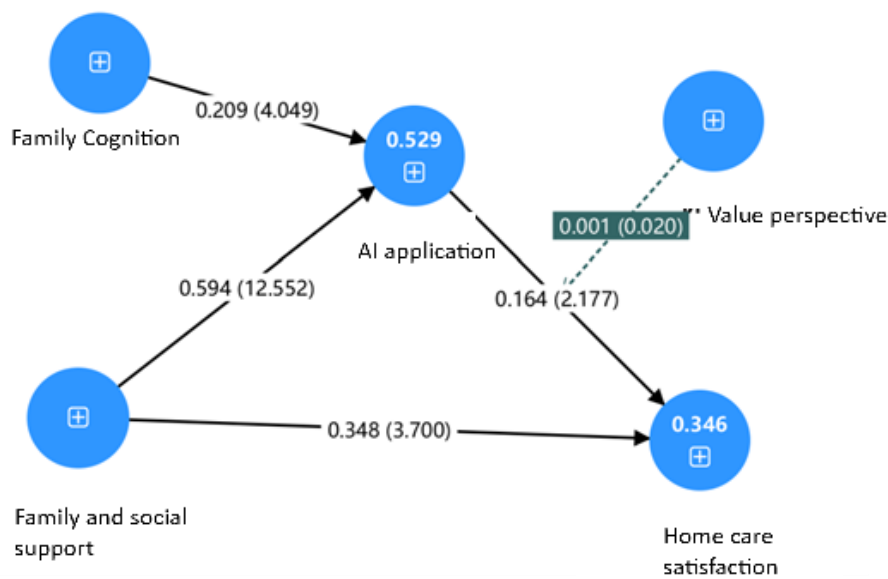 0.209 (4.049)
Family Cognition
0.529
AI application
Value perspective
0.001 (0.020)
0.594 (12.552)
0.164 (2.177)
0.348 (3.700)
0.346
Family and social
support
Home care
satisfaction